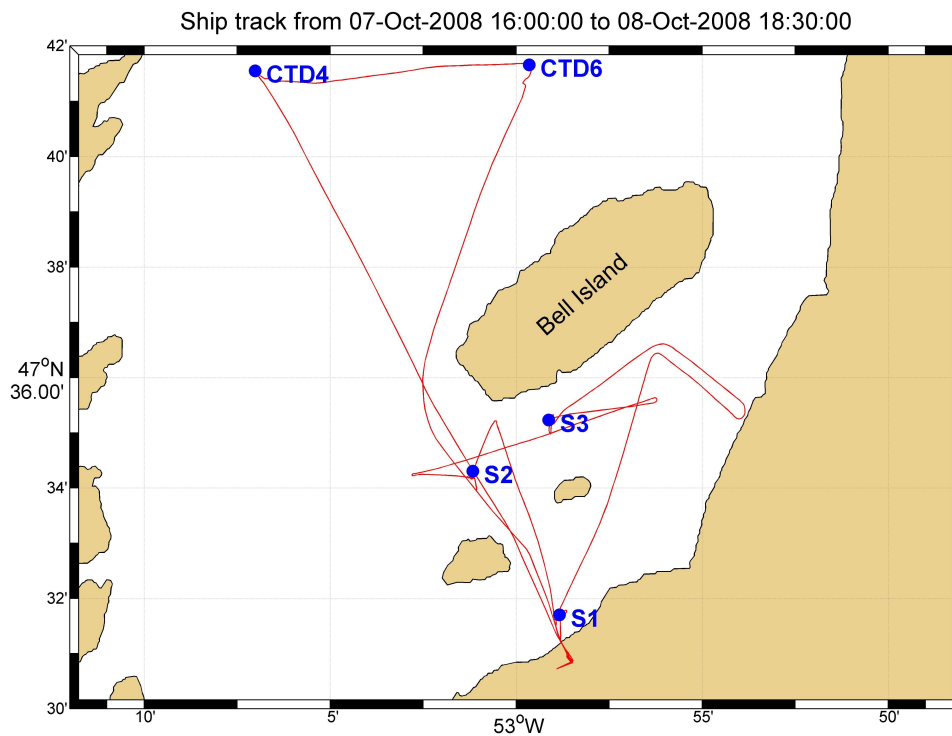 Ship track from 07-Oct-2008 16:00:00 to 08-Oct-2008 18:30:00
42'
CTD4
CTD6
40'
38'
Bell Island
47°N
36.00'
S3
S2
34'
32'
S1
30'
10'
5'
53°W
55'
50'